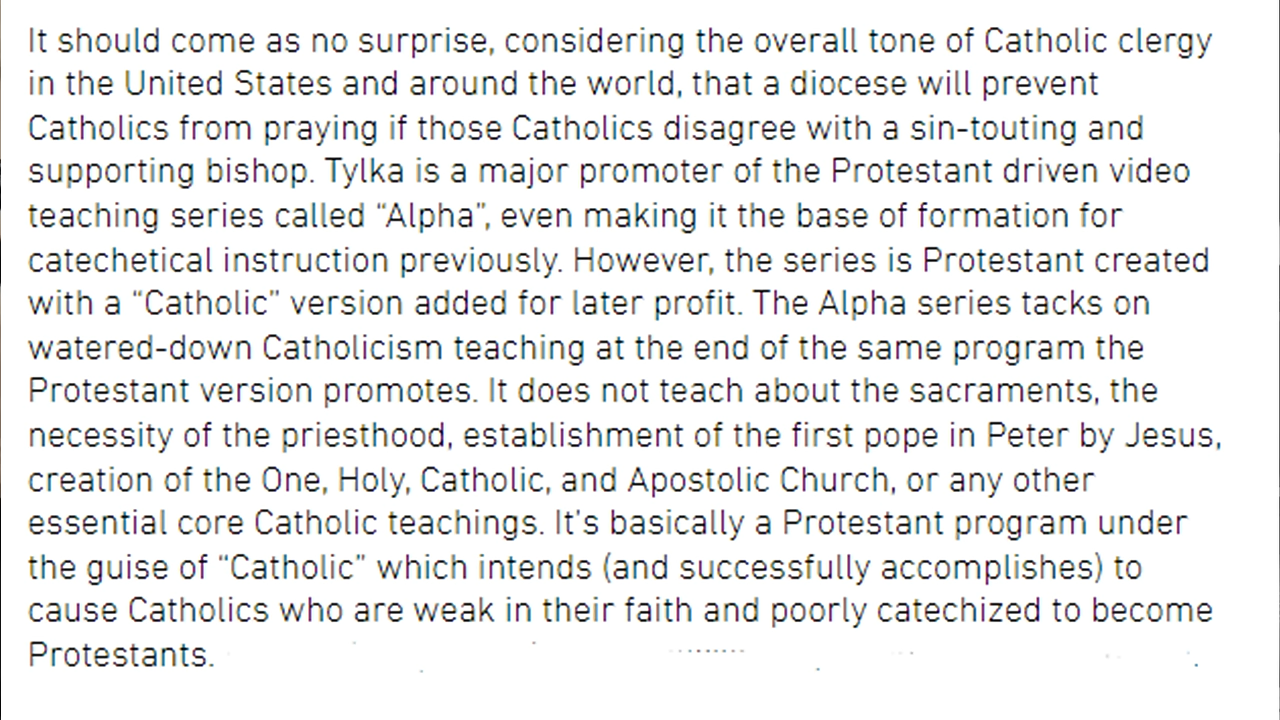 It should come as no surprise, considering the overall tone of Catholic clergy
in the United States and around the world, that a diocese will prevent
Catholics from praying if those Catholics disagree with a sin-touting and
supporting bishop. Tylka is a major promoter of the Protestant driven video
teaching series called “Alpha”, even making it the base of formation for
catechetical instruction previously. However, the series is Protestant created
with a “Catholic” version added for later profit. The Alpha series tacks on
watered-down Catholicism teaching at the end of the same program the
Protestant version promotes. It does not teach about the sacraments, the
necessity of the priesthood, establishment of the first pope in Peter by Jesus,
creation of the One, Holy, Catholic, and Apostolic Church, or any other
essential core Catholic teachings. It’s basically a Protestant program under
the guise of “Catholic” which intends (and successfully accomplishes) to
cause Catholics who are weak in their faith and poorly catechized to become
Protestants.